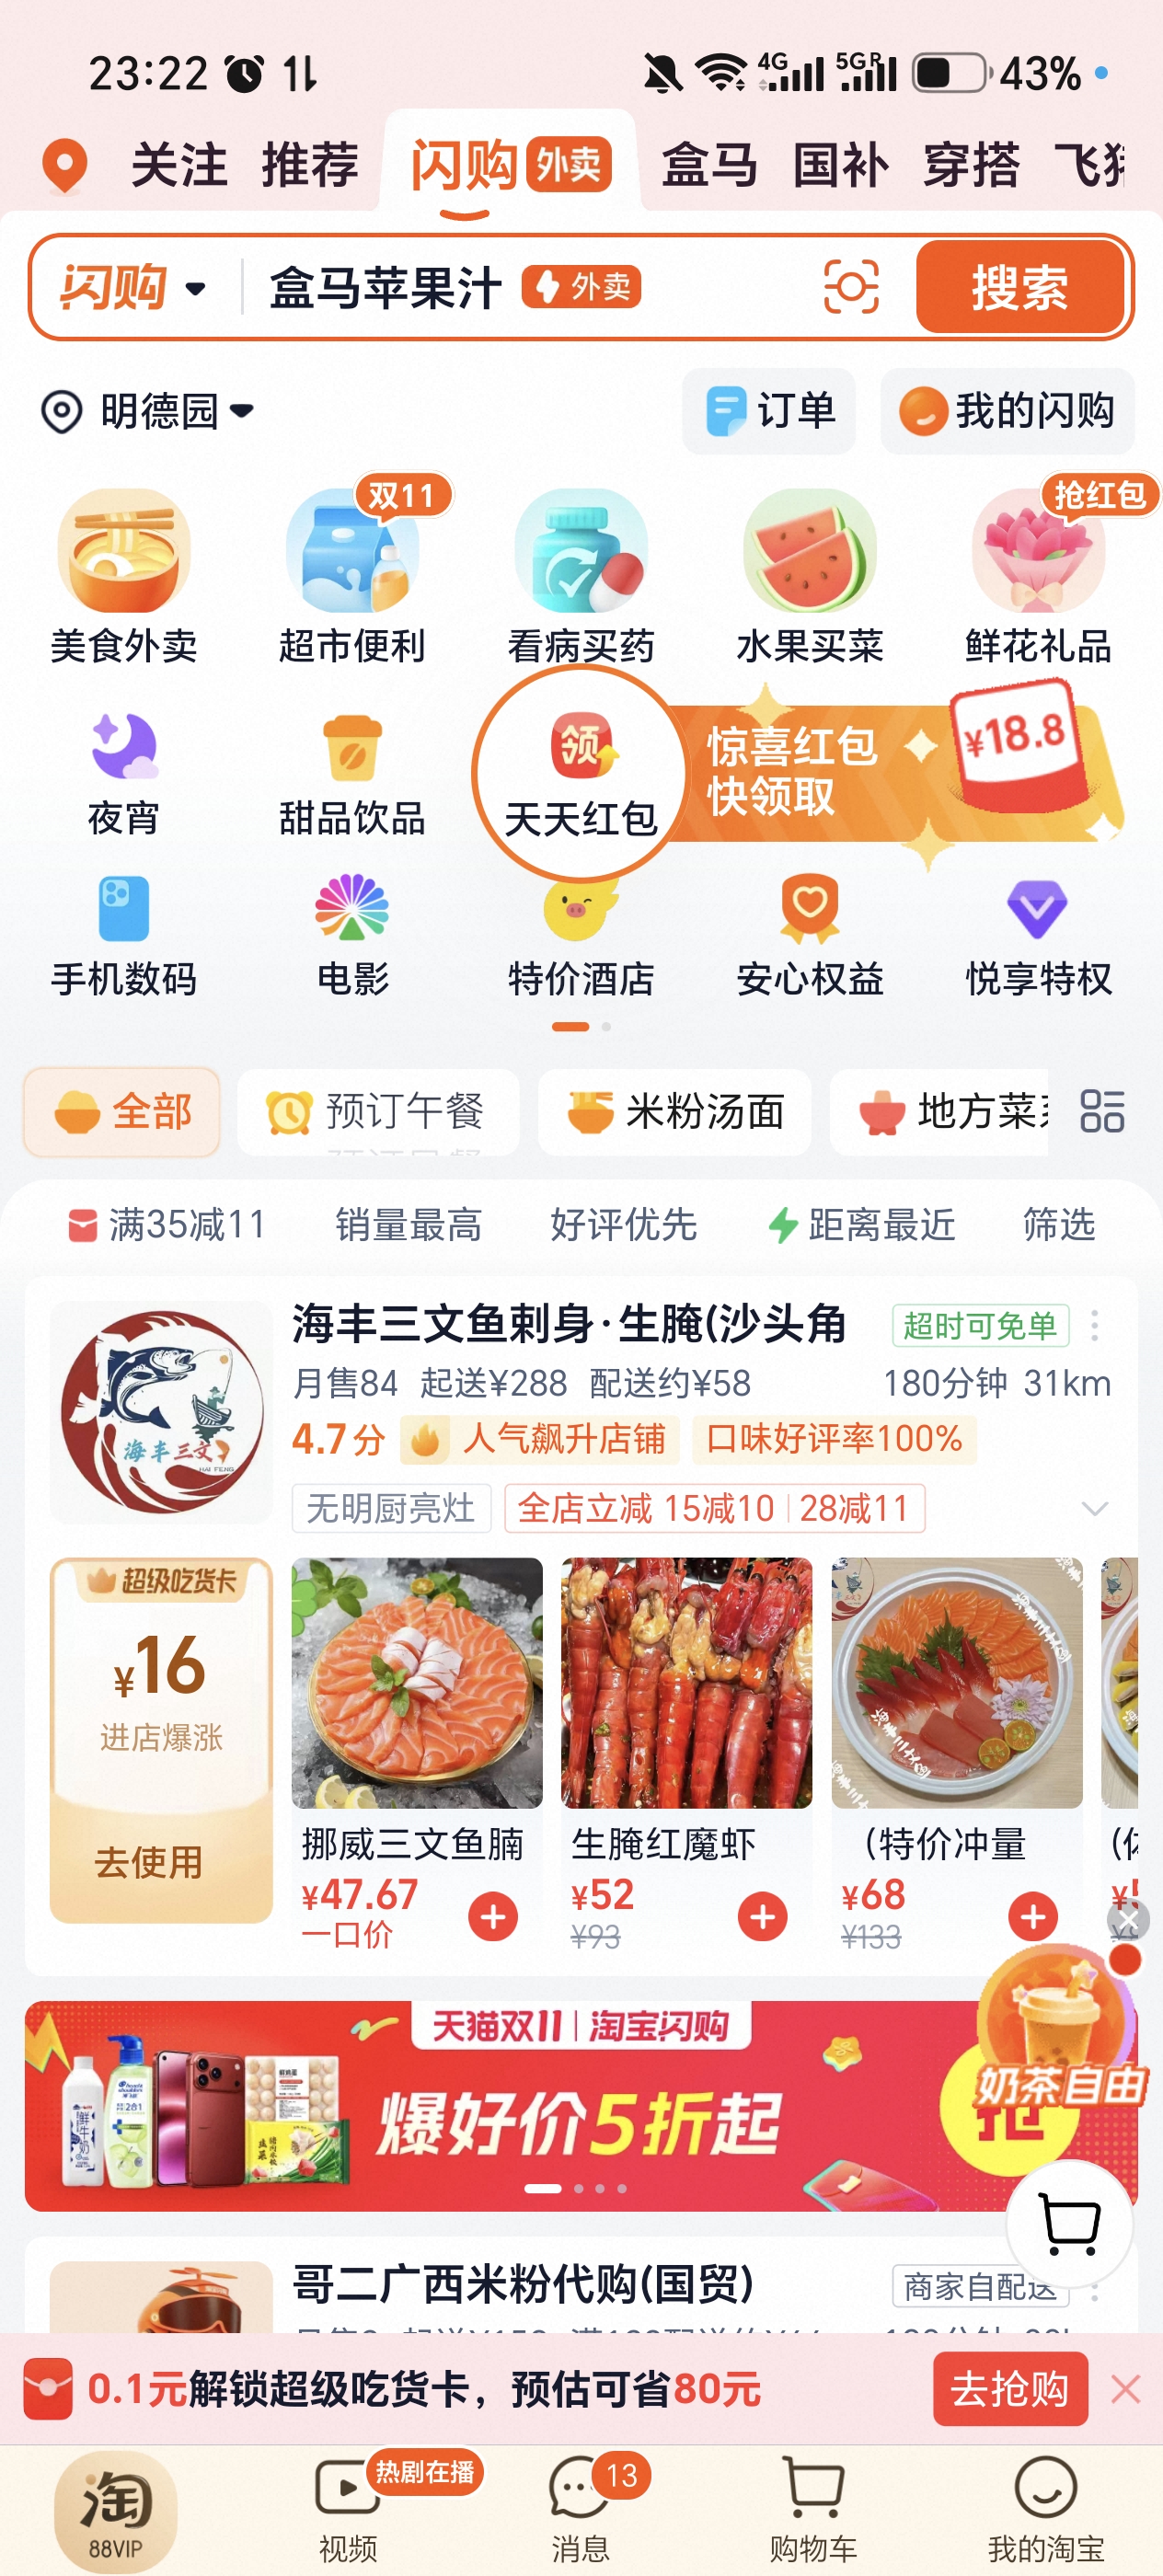 23:22
4G 5G R 43%
关注 推荐 闪购 外卖 盒马 国补 穿搭
闪购 盒马苹果汁 外卖 搜索
明德园 订单 我的闪购
双11 抢红包
美食外卖 超市便利 看病买药 水果买菜 鲜花礼品
领 惊喜红包 ¥18.8
快领取
夜宵 甜品饮品 天天红包
手机数码 电影 特价酒店 安心权益 悦享特权
全部 预订午餐 米粉汤面 地方菜
满35减11 销量最高 好评优先 距离最近 筛选
海丰三文鱼刺身·生腌(沙头角 超时可免单
月售84 起送¥288 配送约¥58 180分钟 31km
4.7分 人气飙升店铺 口味好评率100%
海丰三文
HAI FENG
无明厨亮灶 全店立减 15减10 28减11
超级吃货卡
¥16
进店爆涨
去使用
挪威三文鱼腩 生腌红魔虾 （特价冲量
¥47.67 ¥52 ¥68
一口价 ¥93 ¥133
天猫双11 淘宝闪购
爆好价5折起
奶茶自由
哥二广西米粉代购(国贸) 商家自配送
0.1元解锁超级吃货卡，预估可省80元 去抢购
淘 热剧在播 13
88VIP 视频 消息 购物车 我的淘宝